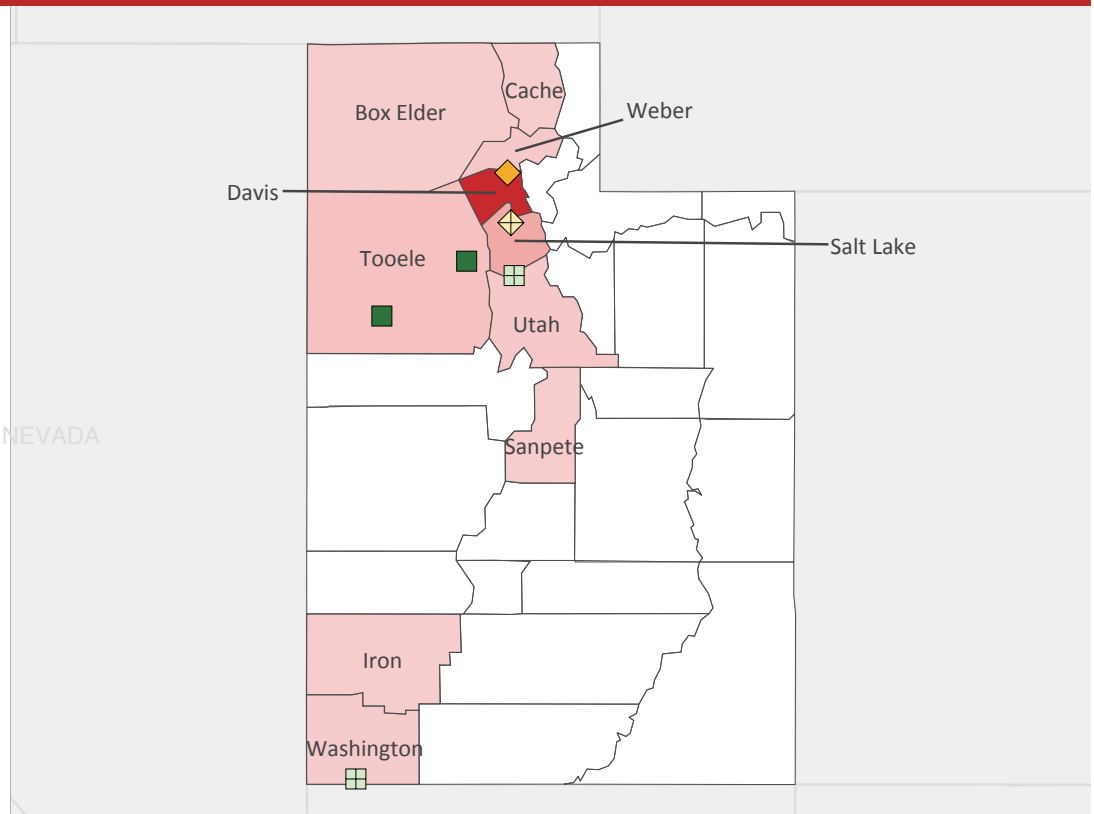 Cache
Box Elder
Weber
Davis
Salt Lake
Tooele
Utah
NEVADA
Sanpete
Iron
Washington